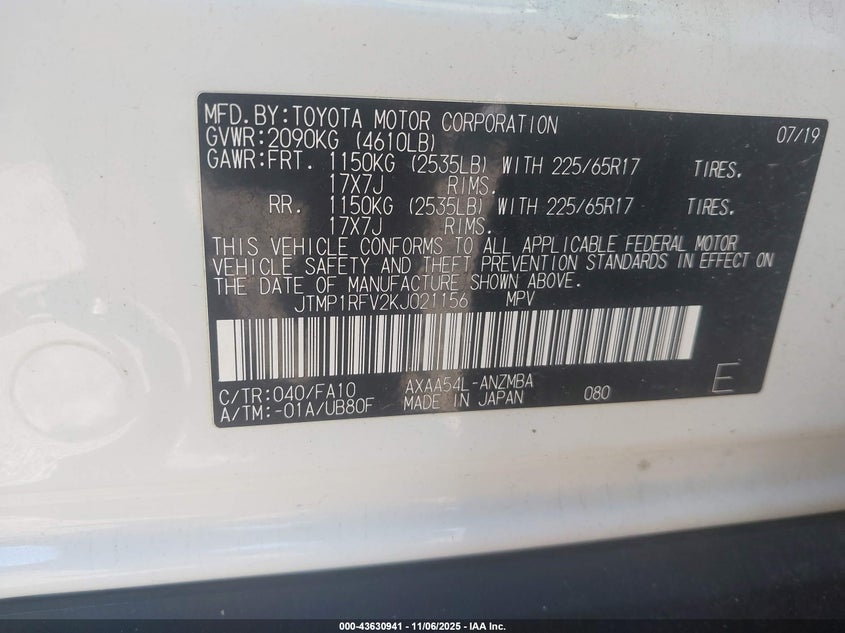 MFD.BY:TOYOTA MOTOR CORPORATION 07/19
GVWR:2090KG (4610LB)
GAWR:FRT. 1150KG (2535LB) WITH 225/65R17 TIRES.
17X7J RIMS.
RR. 1150KG (2535LB) WITH 225/65R17 TIRES.
17X7J RIMS.
THIS VEHICLE CONFORMS TO ALL APPLICABLE FEDERAL MOTOR
VEHICLE SAFETY AND THEFT PREVENTION STANDARDS IN EFFECT ON
THE DATE OF MANUFACTURE SHOWN ABOVE.
JTMP1RFV2KJ021156 MPV
C/TR:040/FA10 AXAA54L-ANZMBA
A/TM:-01A/UB80F MADE IN JAPAN 080 E
000-43630941 - 11/06/2025 - IAA Inc.